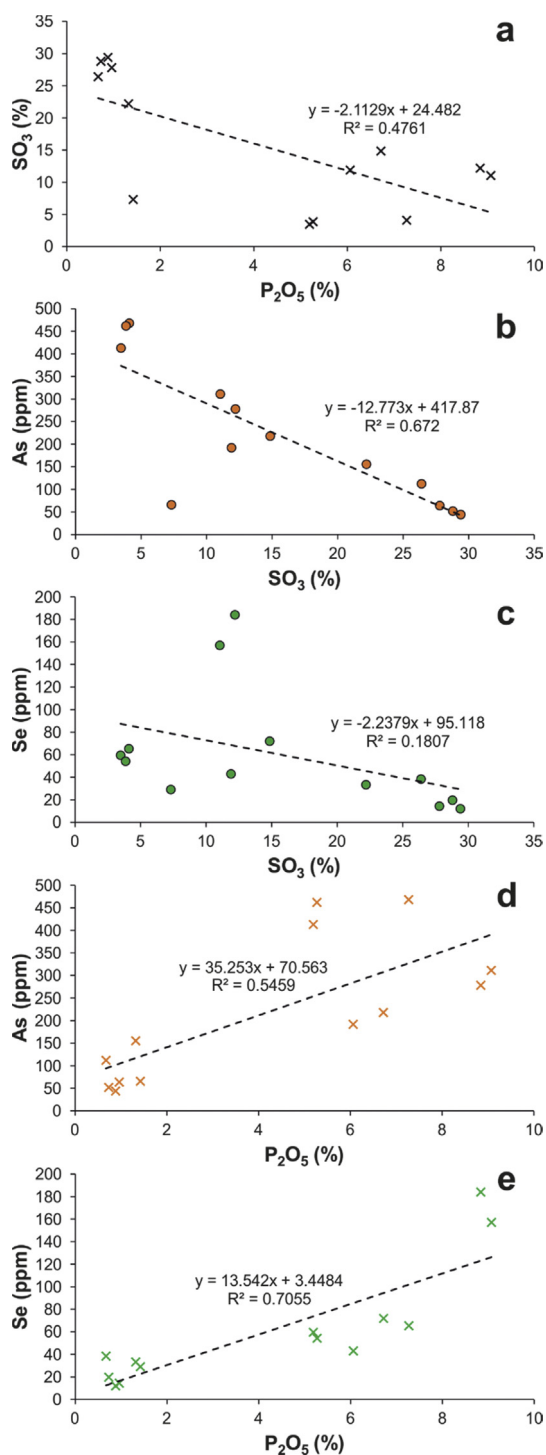 a
35
30
25
20
15
10
5
0
SO₃ (%)
y = -2.1129x + 24.482
R² = 0.4761
0 2 4 6 8 10
P₂O₅ (%)
b
500
450
400
350
300
250
200
150
100
50
0
As (ppm)
y = -12.773x + 417.87
R² = 0.672
0 5 10 15 20 25 30 35
SO₃ (%)
c
200
180
160
140
120
100
80
60
40
20
0
Se (ppm)
y = -2.2379x + 95.118
R² = 0.1807
0 5 10 15 20 25 30 35
SO₃ (%)
d
500
450
400
350
300
250
200
150
100
50
0
As (ppm)
y = 35.253x + 70.563
R² = 0.5459
0 2 4 6 8 10
P₂O₅ (%)
e
200
180
160
140
120
100
80
60
40
20
0
Se (ppm)
y = 13.542x + 3.4484
R² = 0.7055
0 2 4 6 8 10
P₂O₅ (%)